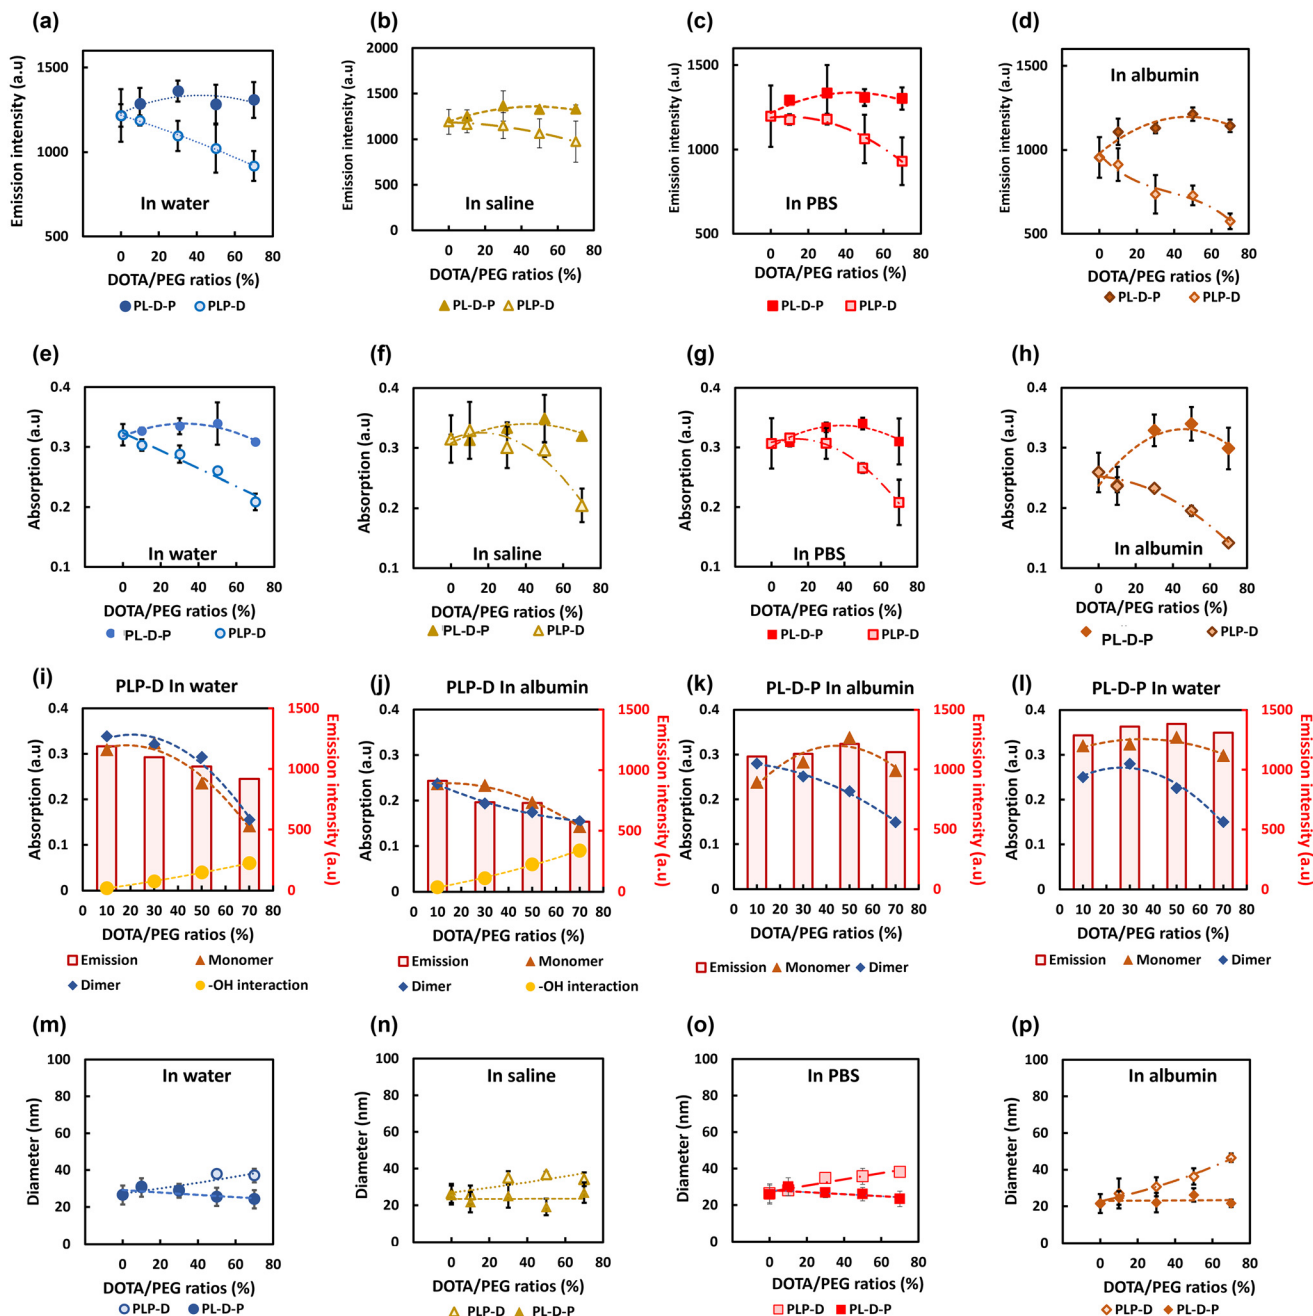 (a)
Emission intensity (a.u)
1500
1000
500
In water
0 20 40 60 80
DOTA/PEG ratios (%)
PL-D-P PLP-D
(b)
Emission intensity (a.u)
2000
1500
1000
500
0
In saline
0 20 40 60 80
DOTA/PEG ratios (%)
PL-D-P PLP-D
(c)
Emission intensity (a.u)
1500
1000
500
In PBS
0 20 40 60 80
DOTA/PEG ratios (%)
PL-D-P PLP-D
(d)
Emission intensity (a.u)
1500
1000
500
In albumin
0 20 40 60 80
DOTA/PEG ratios (%)
PL-D-P PLP-D
(e)
Absorption (a.u)
0.4
0.3
0.2
0.1
In water
0 20 40 60 80
DOTA/PEG ratios (%)
PL-D-P PLP-D
(f)
Absorption (a.u)
0.4
0.3
0.2
0.1
In saline
0 20 40 60 80
DOTA/PEG ratios (%)
PL-D-P PLP-D
(g)
Absorption (a.u)
0.4
0.3
0.2
0.1
In PBS
0 20 40 60 80
DOTA/PEG ratios (%)
PL-D-P PLP-D
(h)
Absorption (a.u)
0.4
0.3
0.2
0.1
In albumin
0 20 40 60 80
DOTA/PEG ratios (%)
PL-D-P PLP-D
(i)
PLP-D In water
Absorption (a.u)
0.4
0.3
0.2
0.1
0
1500
1000
500
0
Emission intensity (a.u)
0 10 20 30 40 50 60 70 80
DOTA/PEG ratios (%)
Emission Monomer
Dimer -OH interaction
(j)
PLP-D In albumin
Absorption (a.u)
0.4
0.3
0.2
0.1
0
1500
1000
500
0
Emission intensity (a.u)
0 10 20 30 40 50 60 70 80
DOTA/PEG ratios (%)
Emission Monomer
Dimer -OH interaction
(k)
PL-D-P In albumin
Absorption (a.u)
0.4
0.3
0.2
0.1
0
1500
1000
500
0
Emission intensity (a.u)
0 10 20 30 40 50 60 70 80
DOTA/PEG ratios (%)
Emission Monomer Dimer
(l)
PL-D-P In water
Absorption (a.u)
0.4
0.3
0.2
0.1
0
1500
1000
500
0
Emission intensity (a.u)
0 10 20 30 40 50 60 70 80
DOTA/PEG ratios (%)
Emission Monomer Dimer
(m)
Diameter (nm)
100
80
60
40
20
0
In water
0 20 40 60 80
DOTA/PEG ratios (%)
PLP-D PL-D-P
(n)
Diameter (nm)
100
80
60
40
20
0
In saline
0 20 40 60 80
DOTA/PEG ratios (%)
PLP-D PL-D-P
(o)
Diameter (nm)
100
80
60
40
20
0
In PBS
0 20 40 60 80
DOTA/PEG ratios (%)
PLP-D PL-D-P
(p)
Diameter (nm)
100
80
60
40
20
0
In albumin
0 20 40 60 80
DOTA/PEG ratios (%)
PLP-D PL-D-P